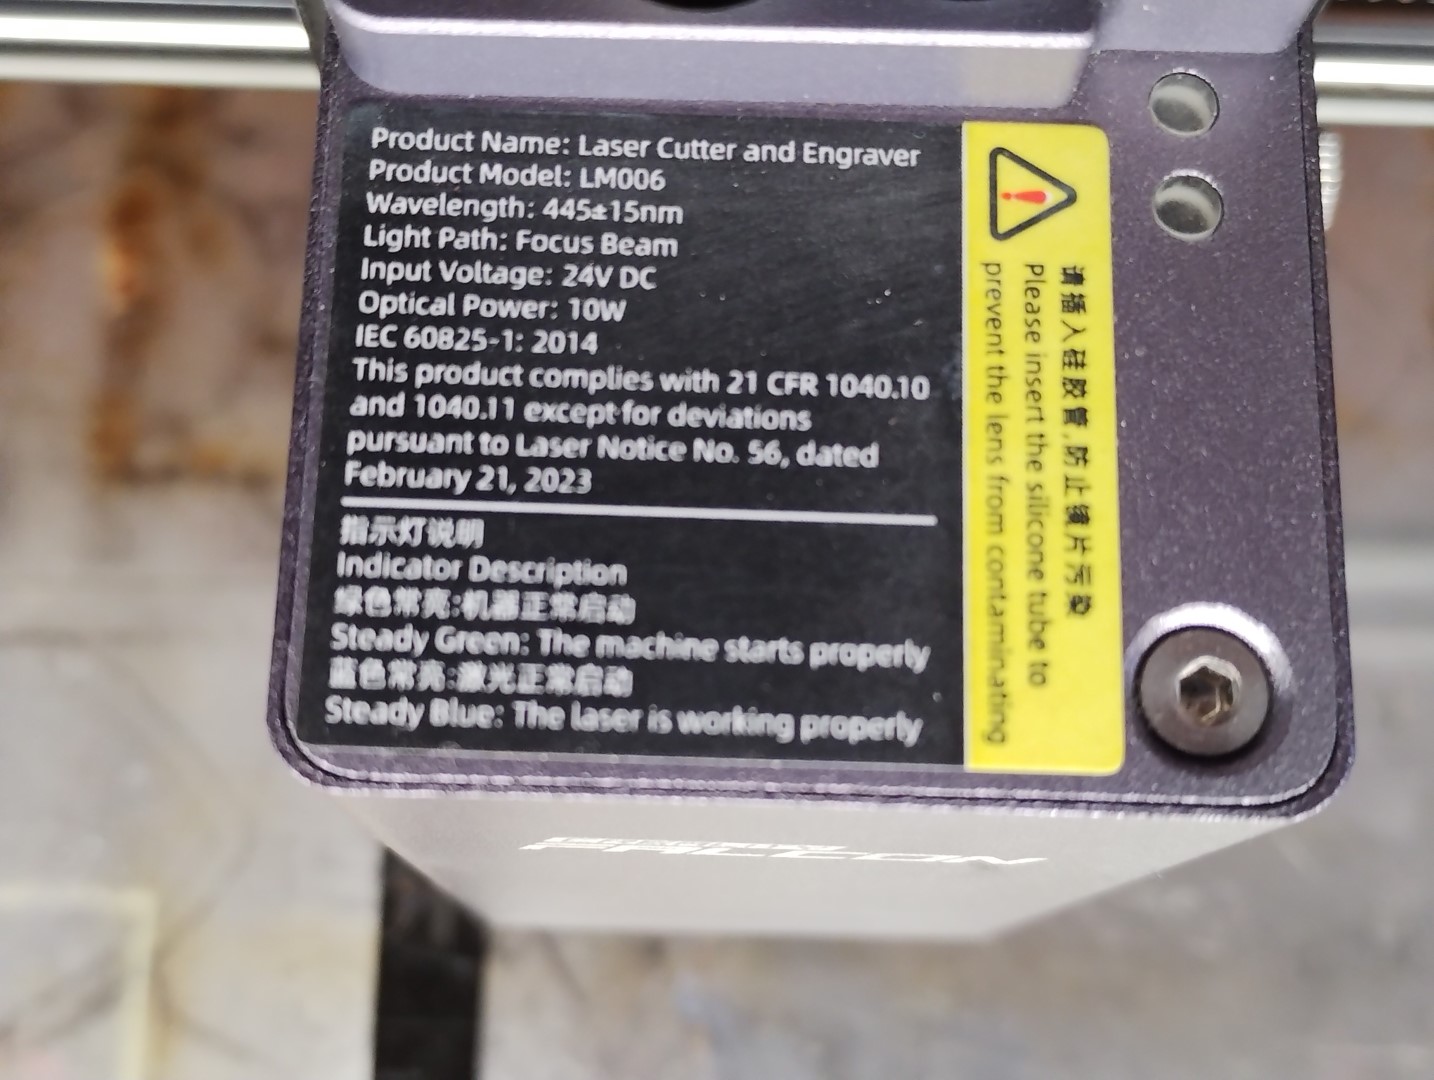 Product Name: Laser Cutter and Engraver
Product Model: LM006
Wavelength: 445±15nm
Light Path: Focus Beam
Input Voltage: 24V DC
Optical Power: 10W
IEC 60825-1: 2014
This product complies with 21 CFR 1040.10
and 1040.11 except for deviations
pursuant to Laser Notice No. 56, dated
February 21, 2023
指示灯说明
Indicator Description
绿色常亮:机器正常启动
Steady Green: The machine starts properly
蓝色常亮:激光正常启动
Steady Blue: The laser is working properly
请插入硅胶管,防止镜片污染
Please insert the silicone tube to
prevent the lens from contaminating
FALCON